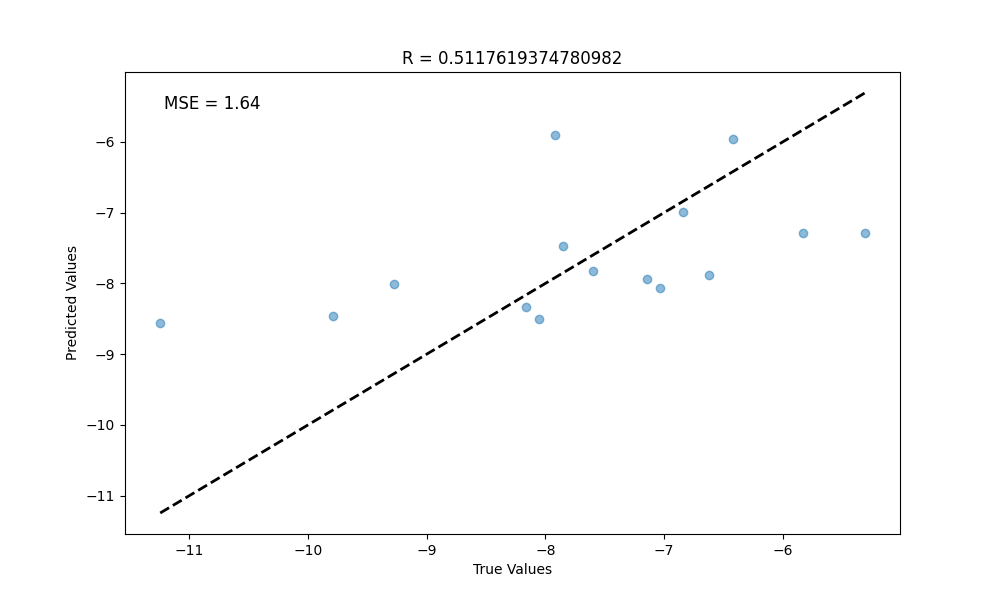 R = 0.5117619374780982
MSE = 1.64
−6
−7
−8
−9
−10
−11
Predicted Values
−11 −10 −9 −8 −7 −6
True Values